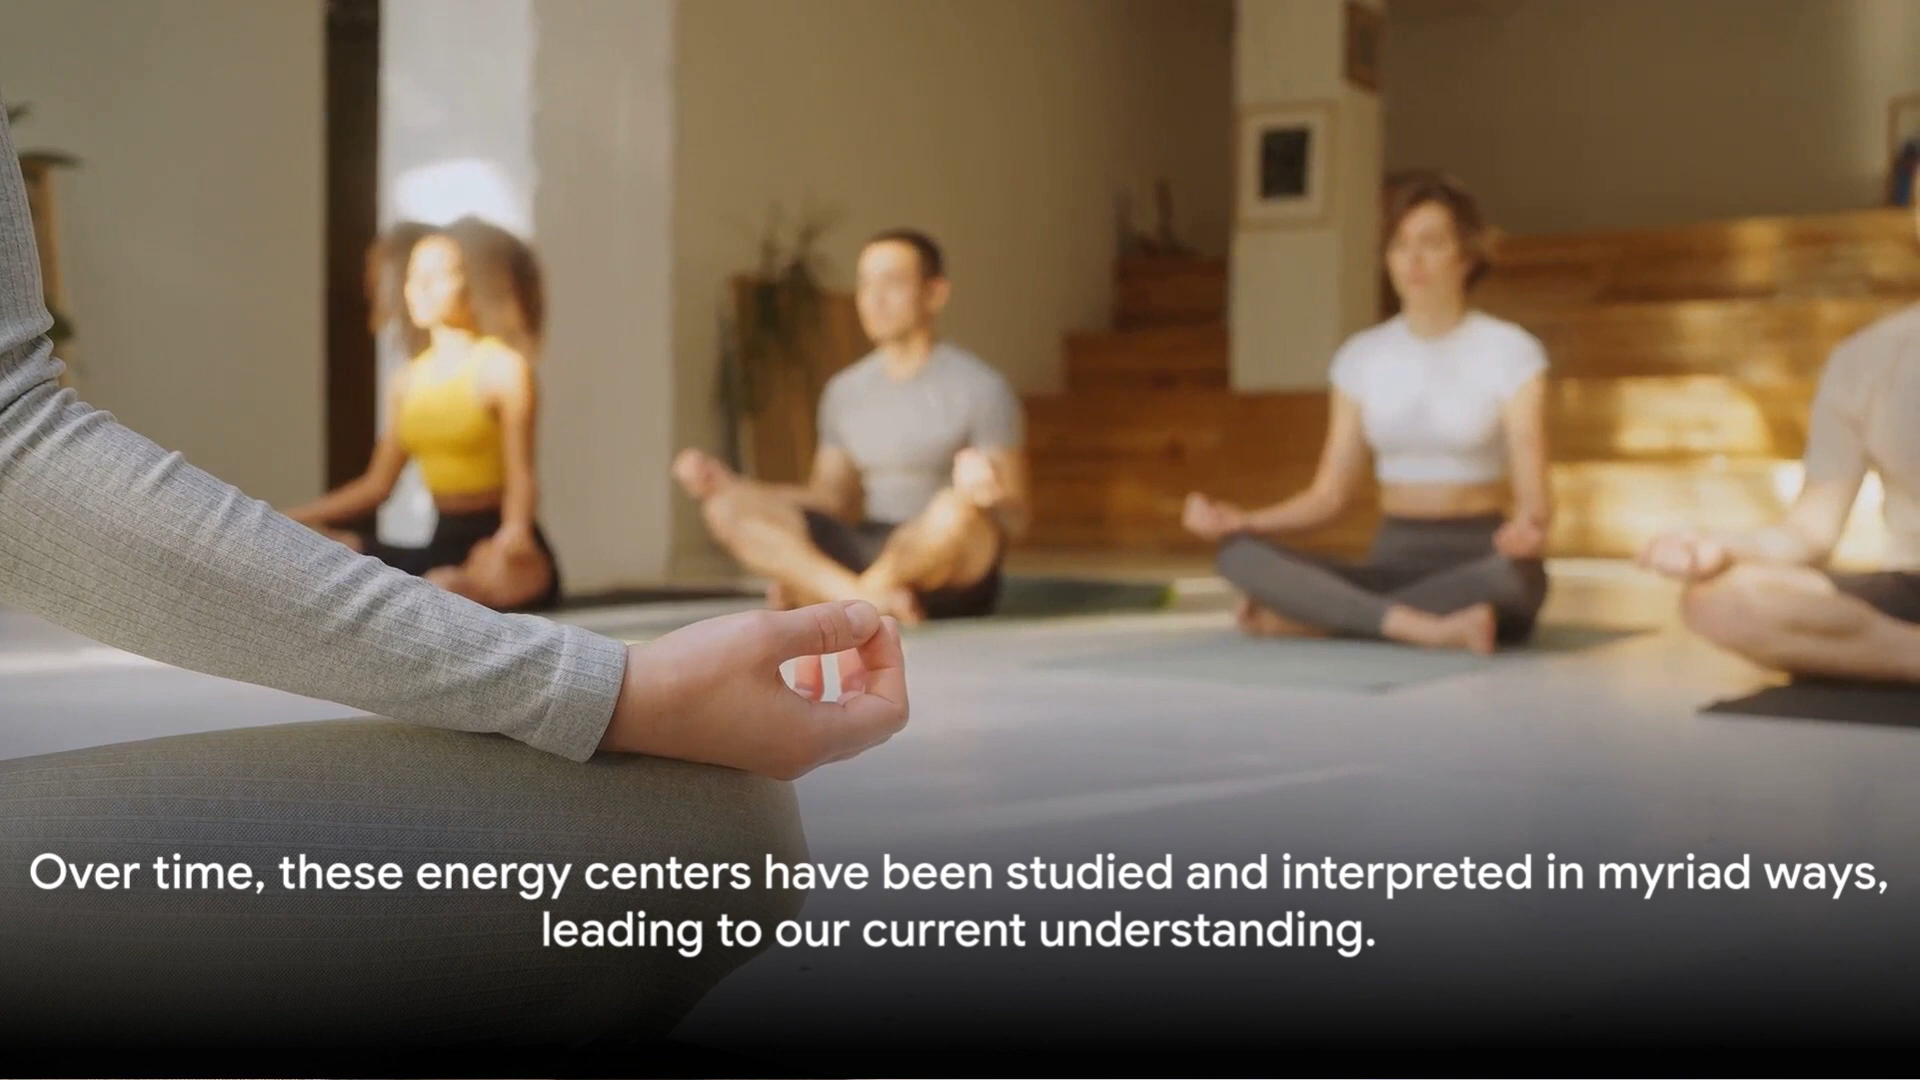 Over time, these energy centers have been studied and interpreted in myriad ways,
leading to our current understanding.